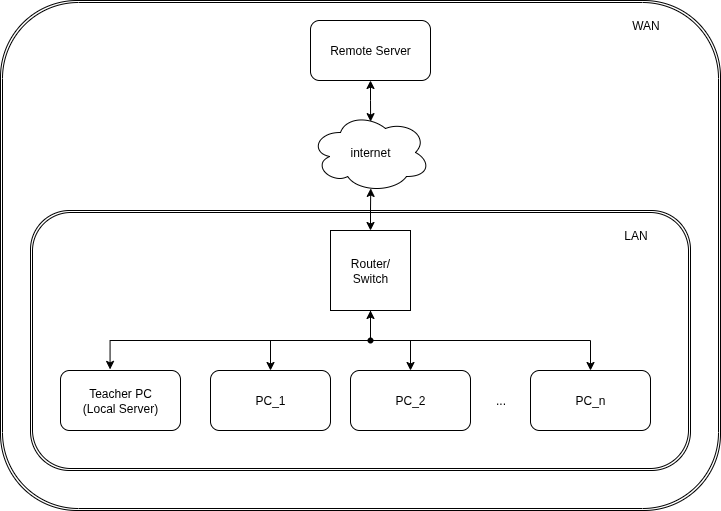 WAN
Remote Server
internet
LAN
Router/
Switch
Teacher PC
(Local Server)
PC_1
PC_2
...
PC_n